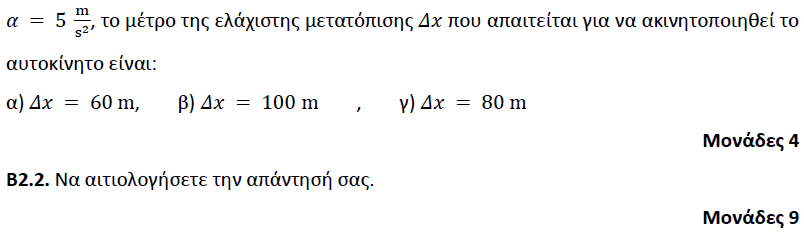 α = 5 m/s², το μέτρο της ελάχιστης μετατόπισης Δx που απαιτείται για να ακινητοποιηθεί το
αυτοκίνητο είναι:
α) Δx = 60 m, β) Δx = 100 m , γ) Δx = 80 m
Μονάδες 4
Β2.2. Να αιτιολογήσετε την απάντησή σας.
Μονάδες 9